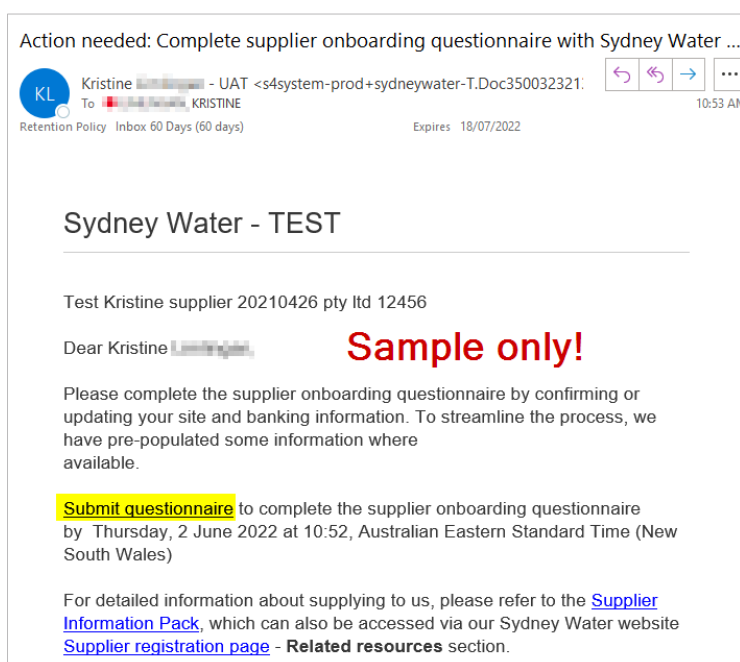 Action needed: Complete supplier onboarding questionnaire with Sydney Water ...
KL
Kristine - UAT <s4system-prod+sydneywater-T.Doc350032321
To KRISTINE
10:53 AM
Retention Policy Inbox 60 Days (60 days) Expires 18/07/2022
Sydney Water - TEST
Test Kristine supplier 20210426 pty ltd 12456
Dear Kristine
Sample only!
Please complete the supplier onboarding questionnaire by confirming or
updating your site and banking information. To streamline the process, we
have pre-populated some information where
available.
Submit questionnaire to complete the supplier onboarding questionnaire
by Thursday, 2 June 2022 at 10:52, Australian Eastern Standard Time (New
South Wales)
For detailed information about supplying to us, please refer to the Supplier
Information Pack, which can also be accessed via our Sydney Water website
Supplier registration page - Related resources section.